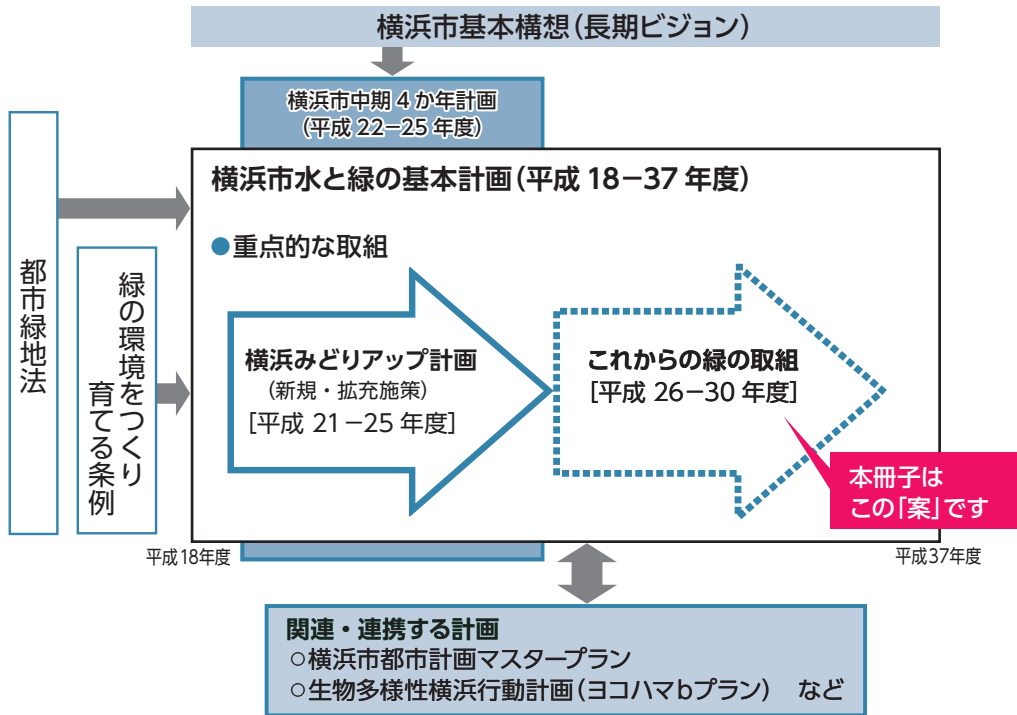 横浜市基本構想(長期ビジョン)
横浜市中期4か年計画
(平成 22−25 年度)
都市緑地法
緑の環境をつくり
育てる条例
横浜市水と緑の基本計画(平成 18−37 年度)
●重点的な取組
横浜みどりアップ計画
(新規・拡充施策)
[平成 21−25 年度]
これからの緑の取組
[平成 26−30 年度]
本冊子は
この「案」です
平成18年度
平成37年度
関連・連携する計画
○横浜市都市計画マスタープラン
○生物多様性横浜行動計画(ヨコハマbプラン) など